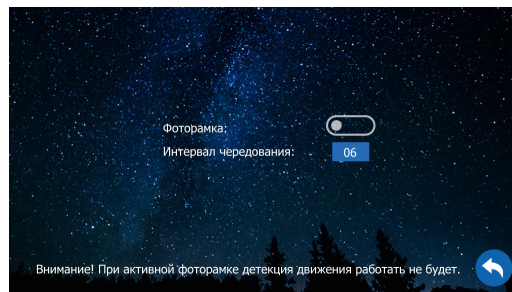 Фоторамка:
Интервал чередования: 06
Внимание! При активной фоторамке детекция движения работать не будет.